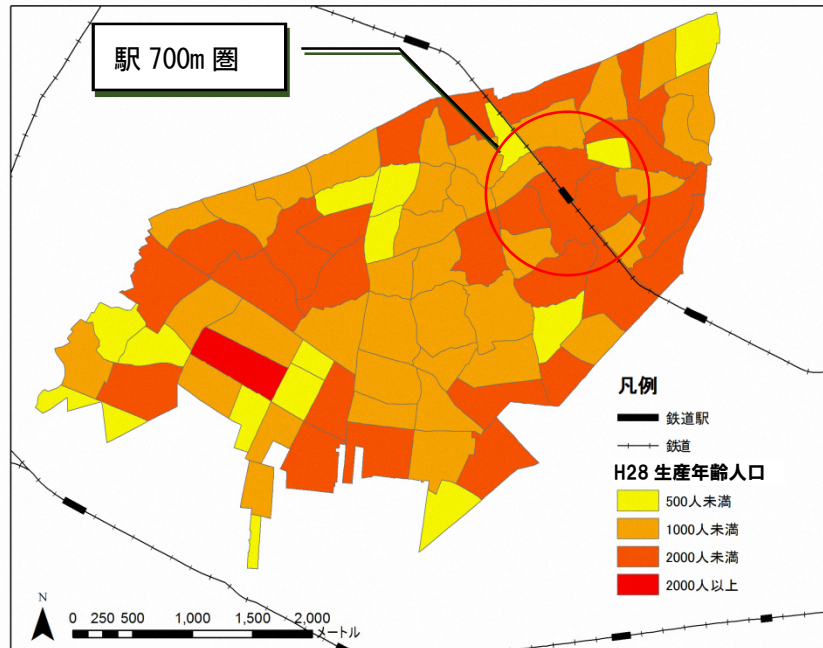 駅 700m 圏
凡例
鉄道駅
鉄道
H28 生産年齢人口
500人未満
1000人未満
2000人未満
2000人以上
N
0 250 500 1,000 1,500 2,000
メートル